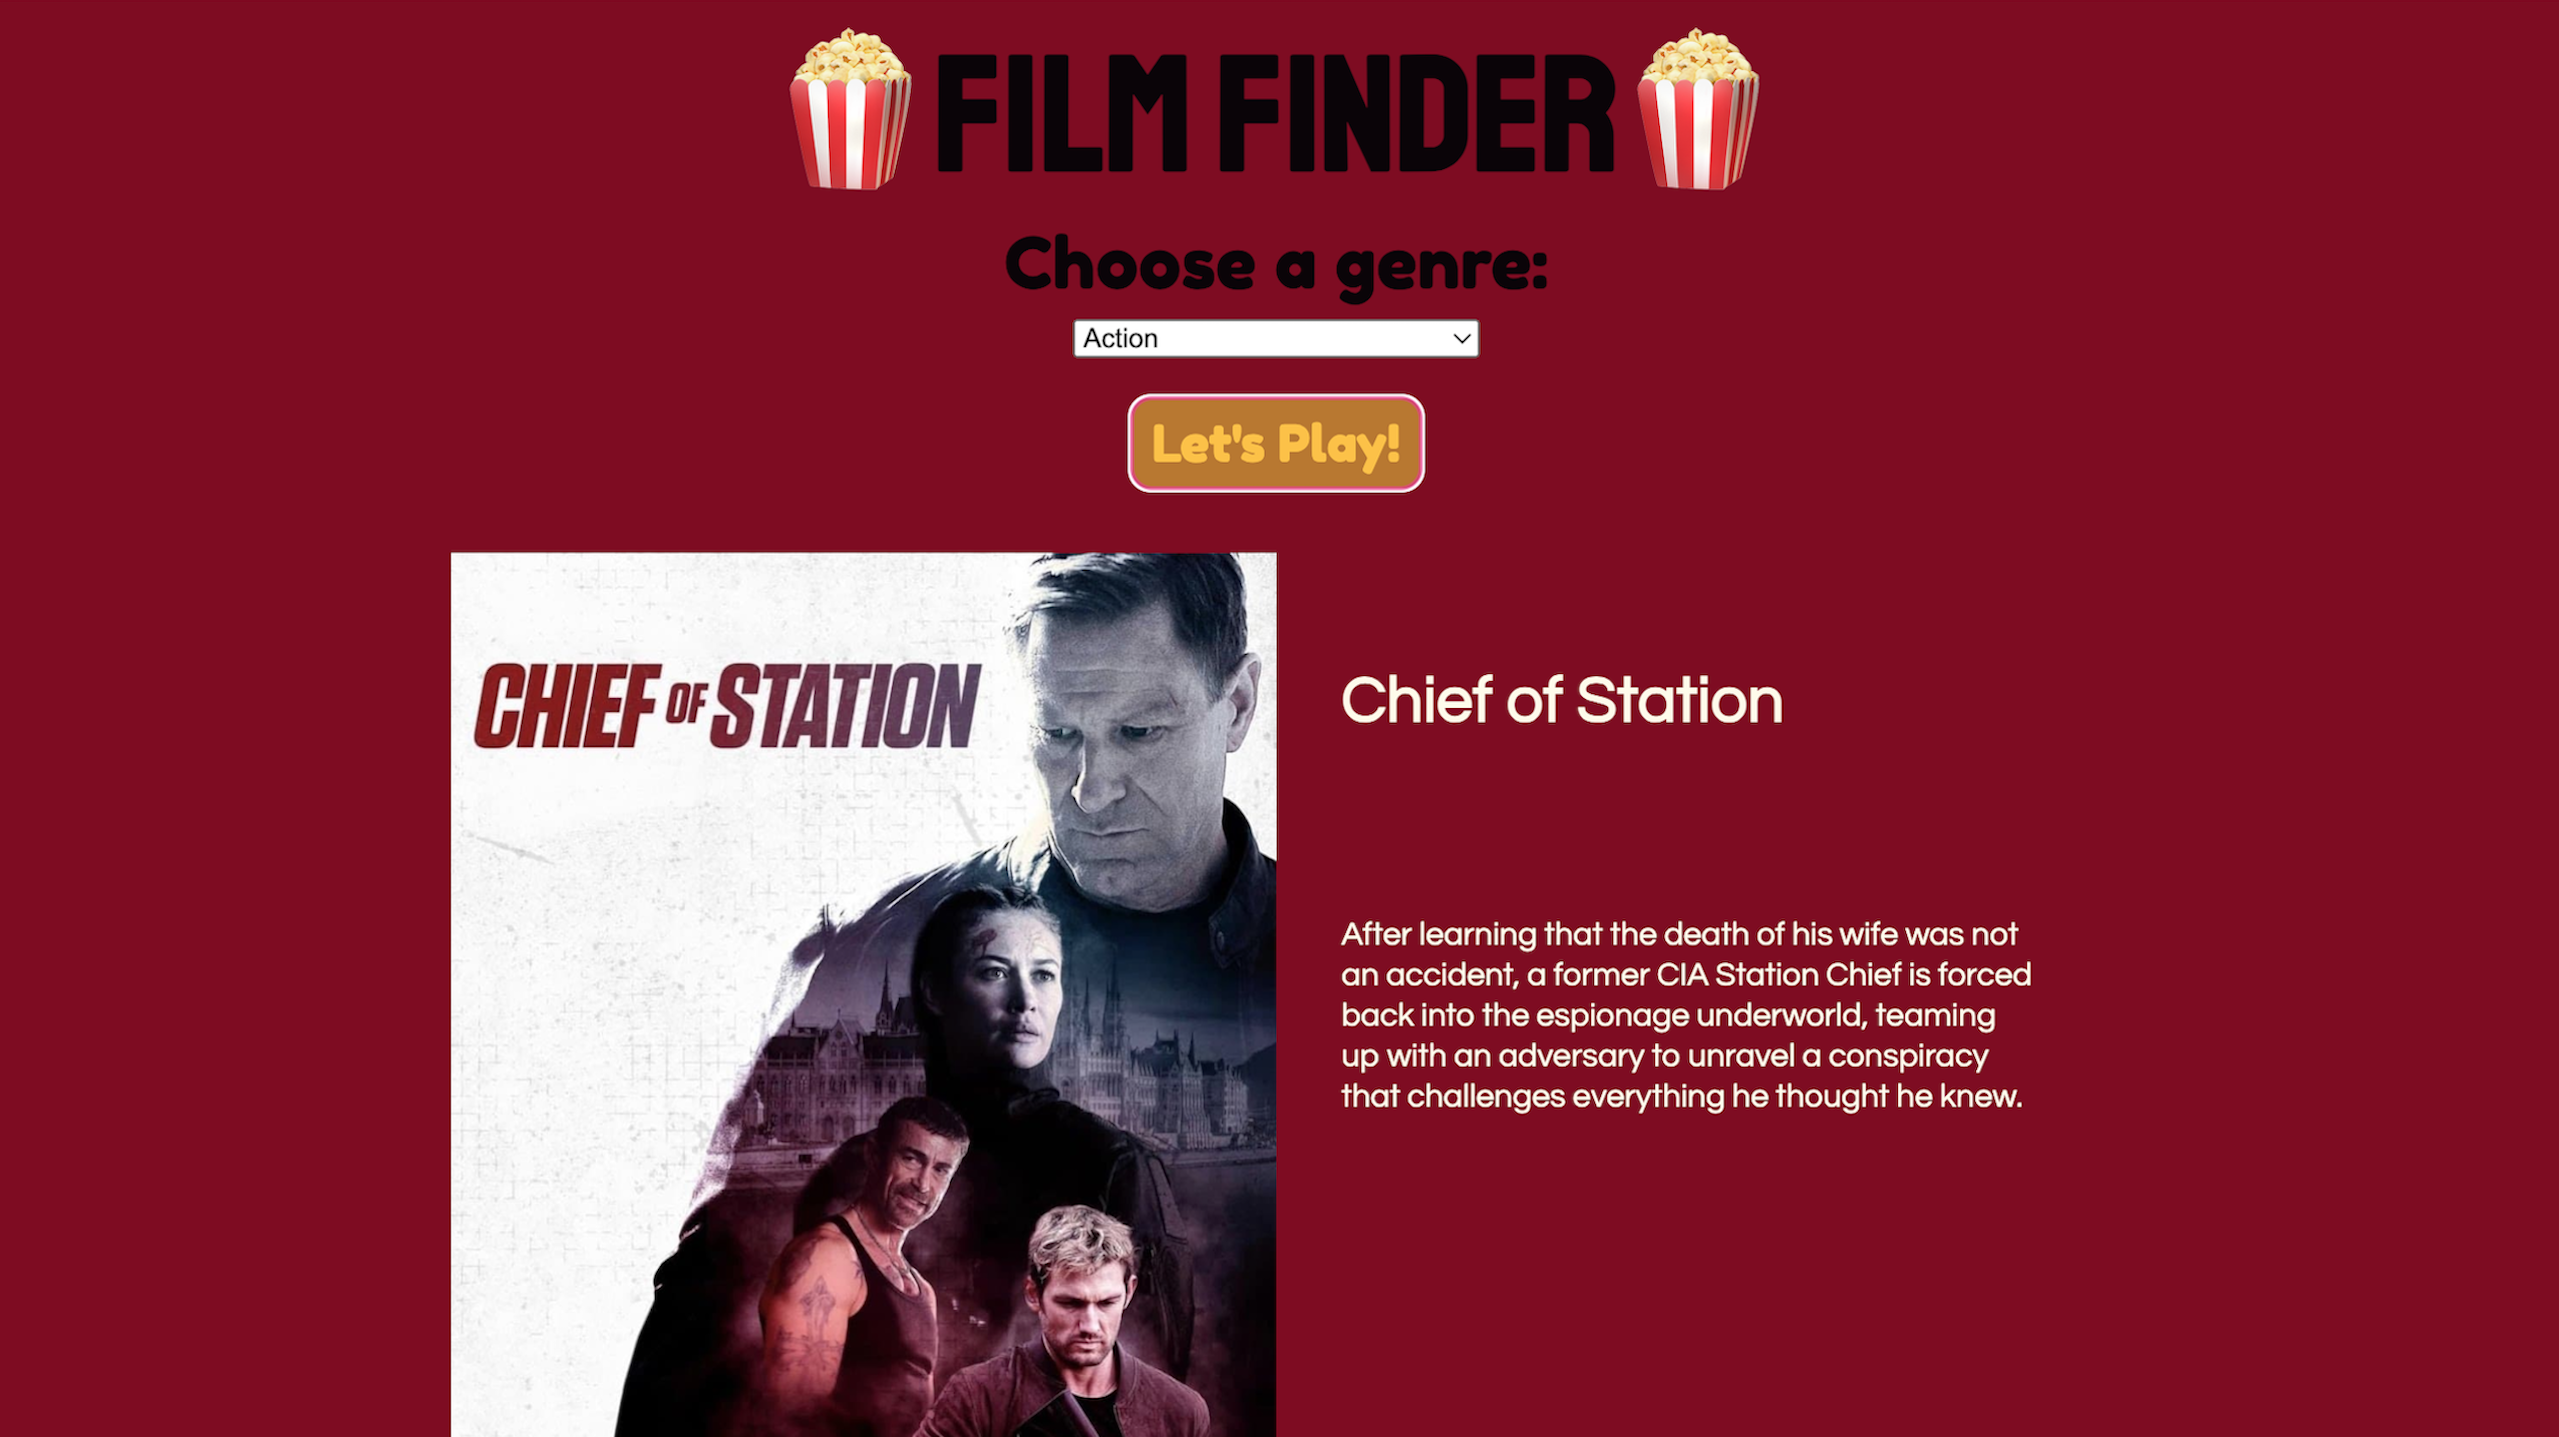 FILM FINDER
Choose a genre:
Action
Let's Play!
CHIEF OF STATION
Chief of Station
After learning that the death of his wife was not
an accident, a former CIA Station Chief is forced
back into the espionage underworld, teaming
up with an adversary to unravel a conspiracy
that challenges everything he thought he knew.